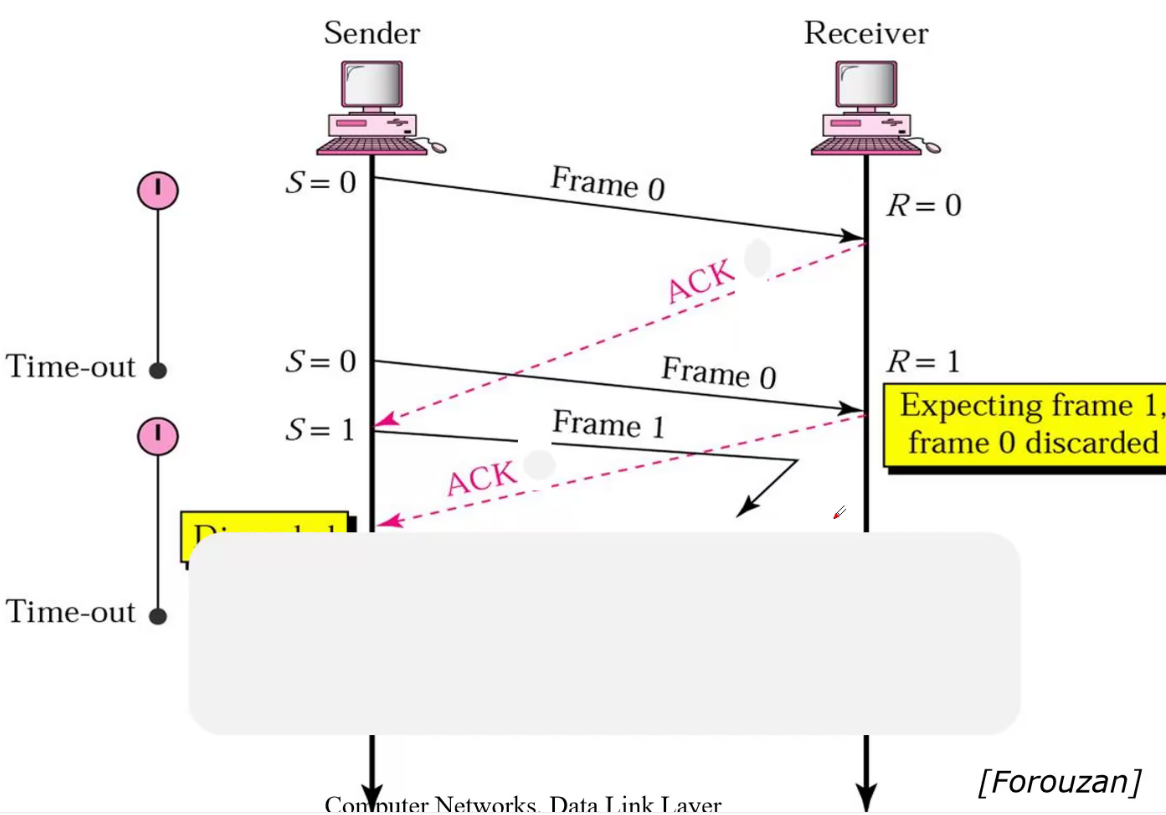 Sender
Receiver
S = 0
Frame 0
R = 0
ACK
Time-out
S = 0
Frame 0
R = 1
Expecting frame 1,
frame 0 discarded
S = 1
Frame 1
ACK
Time-out
[Forouzan]
Computer Networks, Data Link Layer